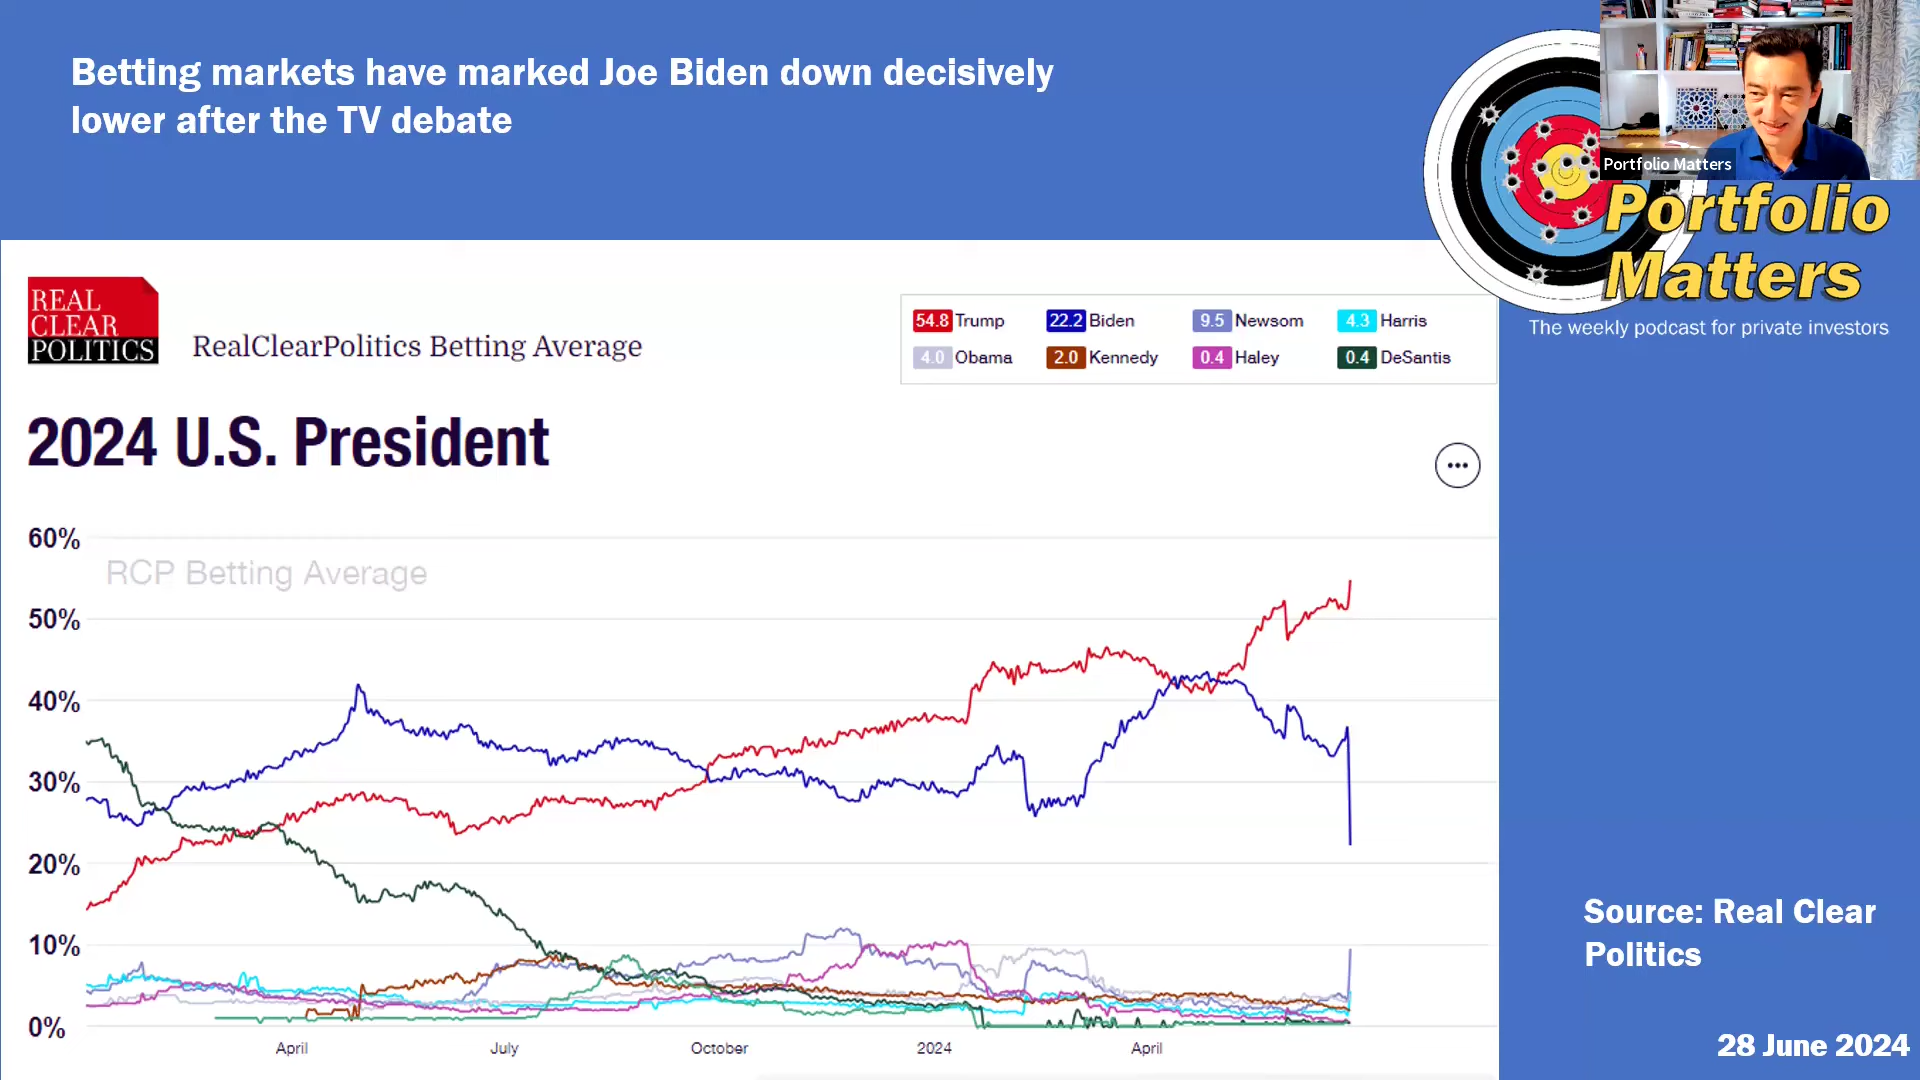 Betting markets have marked Joe Biden down decisively
lower after the TV debate
Portfolio Matters
Portfolio
Matters
The weekly podcast for private investors
REAL
CLEAR
POLITICS
RealClearPolitics Betting Average
54.8 Trump 22.2 Biden 9.5 Newsom 4.3 Harris
4.0 Obama 2.0 Kennedy 0.4 Haley 0.4 DeSantis
2024 U.S. President
60%
RCP Betting Average
50%
40%
30%
20%
10%
0%
April July October 2024 April
Source: Real Clear
Politics
28 June 2024